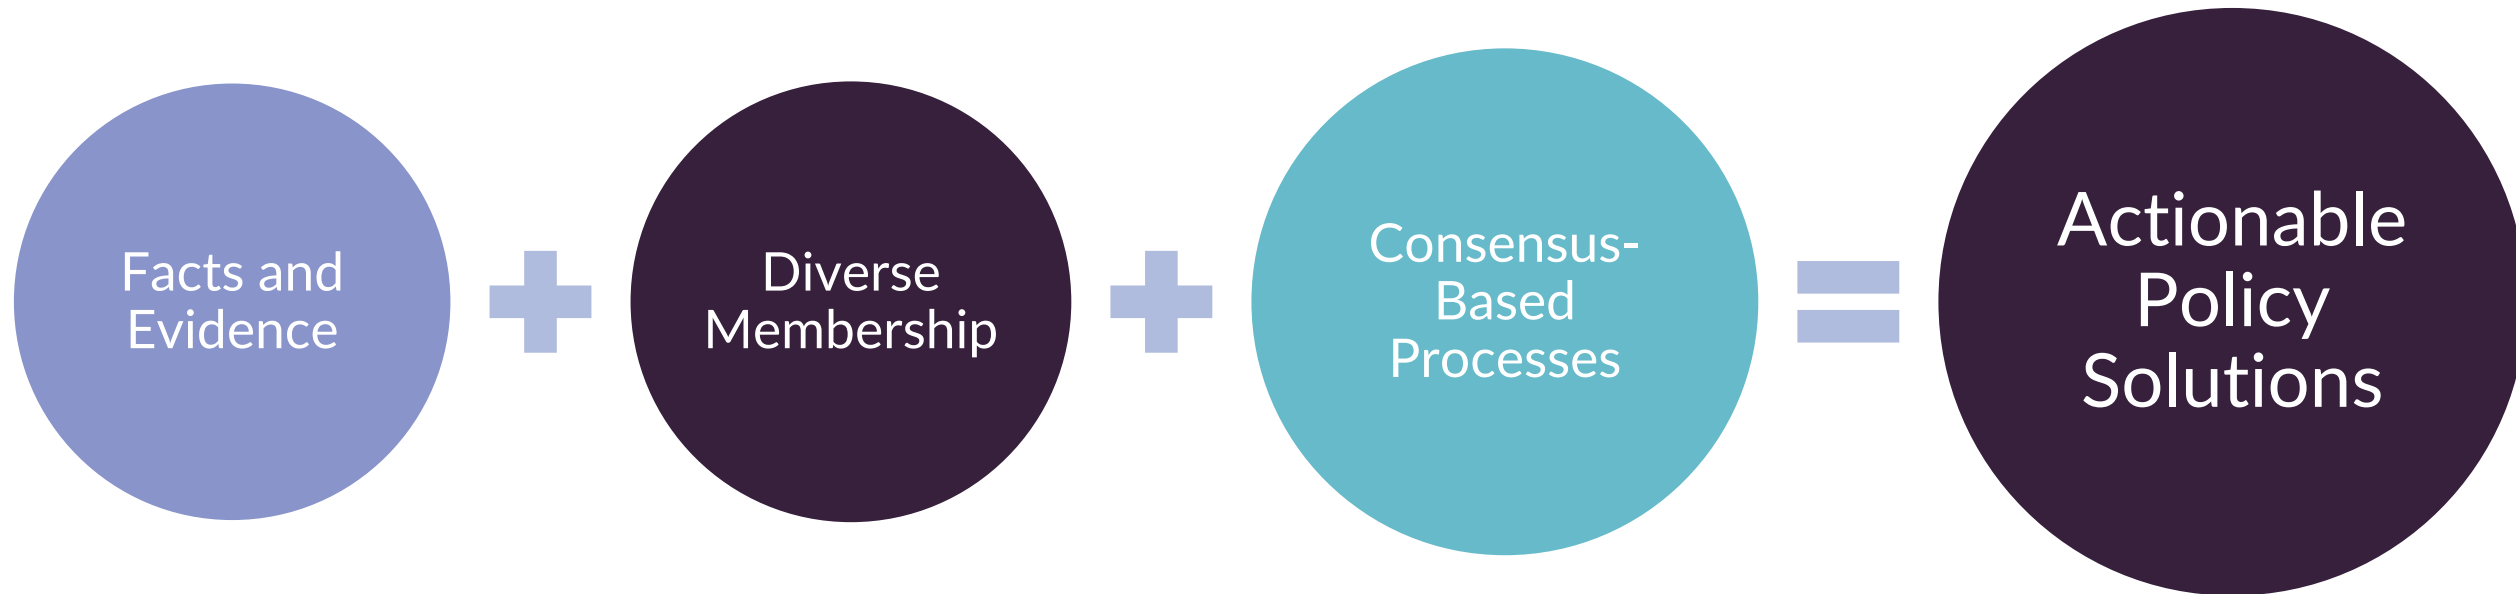 Facts and
Evidence
Diverse
Membership
Consensus-
Based
Processes
Actionable
Policy
Solutions